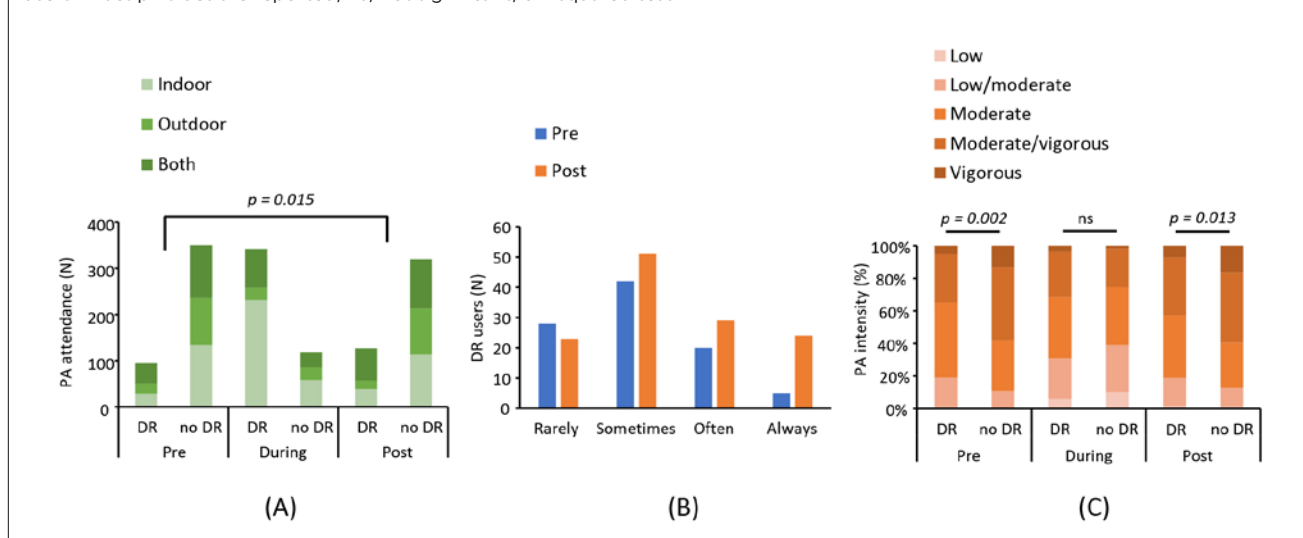 Indoor
Outdoor
Both
p = 0.015
PA attendance (N)
400
300
200
100
0
DR no DR DR no DR DR no DR
Pre During Post
(A)
Pre
Post
DR users (N)
60
50
40
30
20
10
0
Rarely Sometimes Often Always
(B)
Low
Low/moderate
Moderate
Moderate/vigorous
Vigorous
p = 0.002 ns p = 0.013
PA intensity (%)
100%
80%
60%
40%
20%
0%
DR no DR DR no DR DR no DR
Pre During Post
(C)